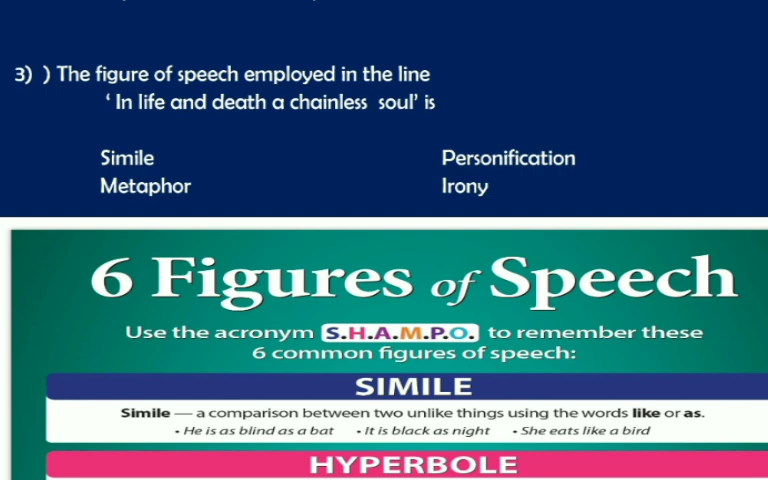 3) ) The figure of speech employed in the line
‘ In life and death a chainless soul’ is
Simile Personification
Metaphor Irony
6 Figures of Speech
Use the acronym S.H.A.M.P.O. to remember these
6 common figures of speech:
SIMILE
Simile — a comparison between two unlike things using the words like or as.
• He is as blind as a bat • It is black as night • She eats like a bird
HYPERBOLE